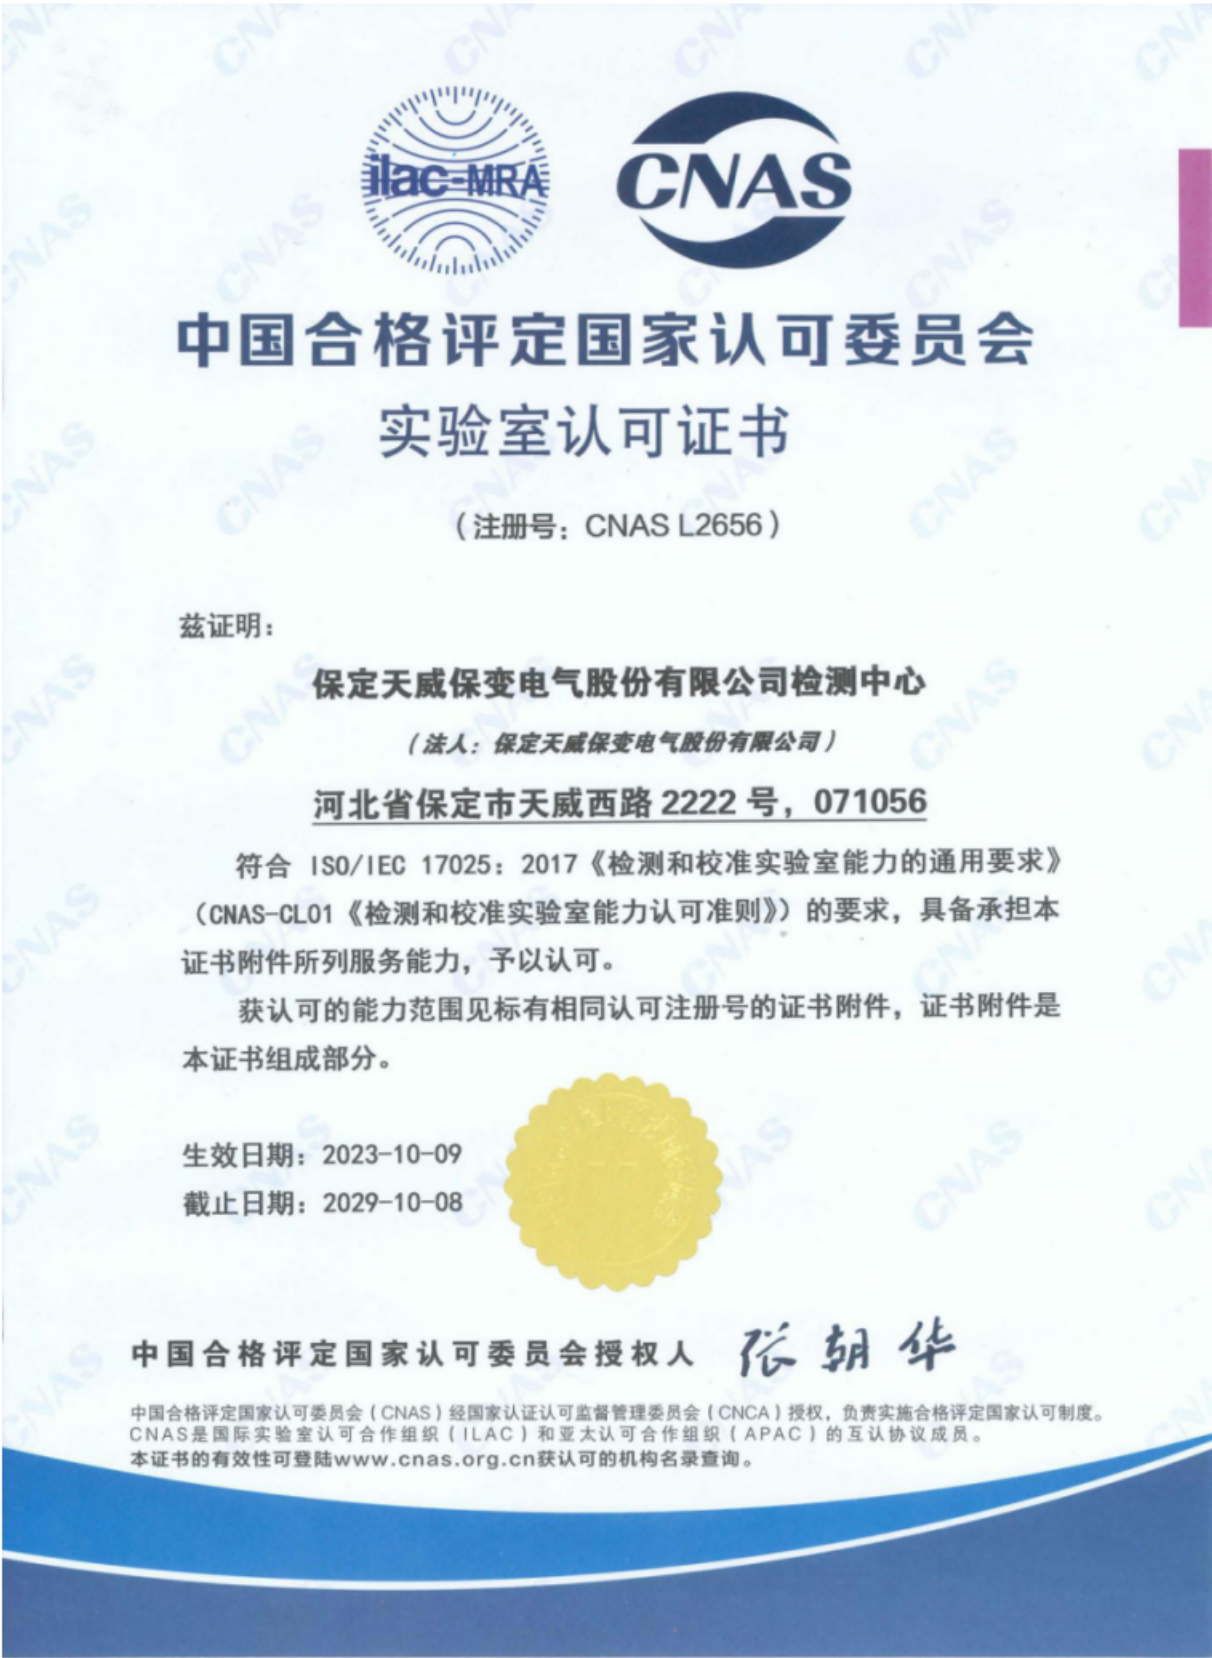 ilac-MRA
CNAS
中国合格评定国家认可委员会
实验室认可证书
（注册号：CNAS L2656）
兹证明：
保定天威保变电气股份有限公司检测中心
（法人：保定天威保变电气股份有限公司）
河北省保定市天威西路 2222 号，071056
符合 ISO/IEC 17025：2017《检测和校准实验室能力的通用要求》
（CNAS-CL01《检测和校准实验室能力认可准则》）的要求，具备承担本
证书附件所列服务能力，予以认可。
获认可的能力范围见标有相同认可注册号的证书附件，证书附件是
本证书组成部分。
生效日期：2023-10-09
截止日期：2029-10-08
中国合格评定国家认可委员会授权人 张朝华
中国合格评定国家认可委员会（CNAS）经国家认证认可监督管理委员会（CNCA）授权，负责实施合格评定国家认可制度。
CNAS是国际实验室认可合作组织（ILAC）和亚太认可合作组织（APAC）的互认协议成员。
本证书的有效性可登陆www.cnas.org.cn获认可的机构名录查询。